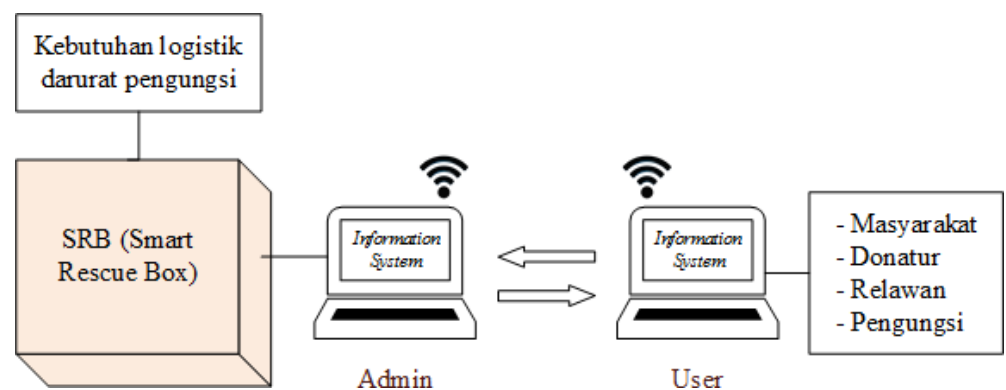 Kebutuhan logistik
darurat pengungsi
SRB (Smart
Rescue Box)
Information
System
Admin
Information
System
User
- Masyarakat
- Donatur
- Relawan
- Pengungsi